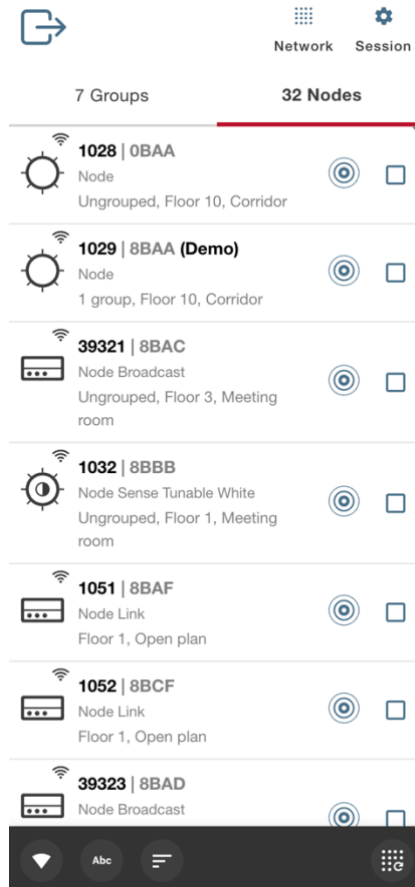 Network Session
7 Groups 32 Nodes
1028 | 0BAA
Node
Ungrouped, Floor 10, Corridor
1029 | 8BAA (Demo)
Node
1 group, Floor 10, Corridor
39321 | 8BAC
Node Broadcast
Ungrouped, Floor 3, Meeting
room
1032 | 8BBB
Node Sense Tunable White
Ungrouped, Floor 1, Meeting
room
1051 | 8BAF
Node Link
Floor 1, Open plan
1052 | 8BCF
Node Link
Floor 1, Open plan
39323 | 8BAD
Node Broadcast
Abc